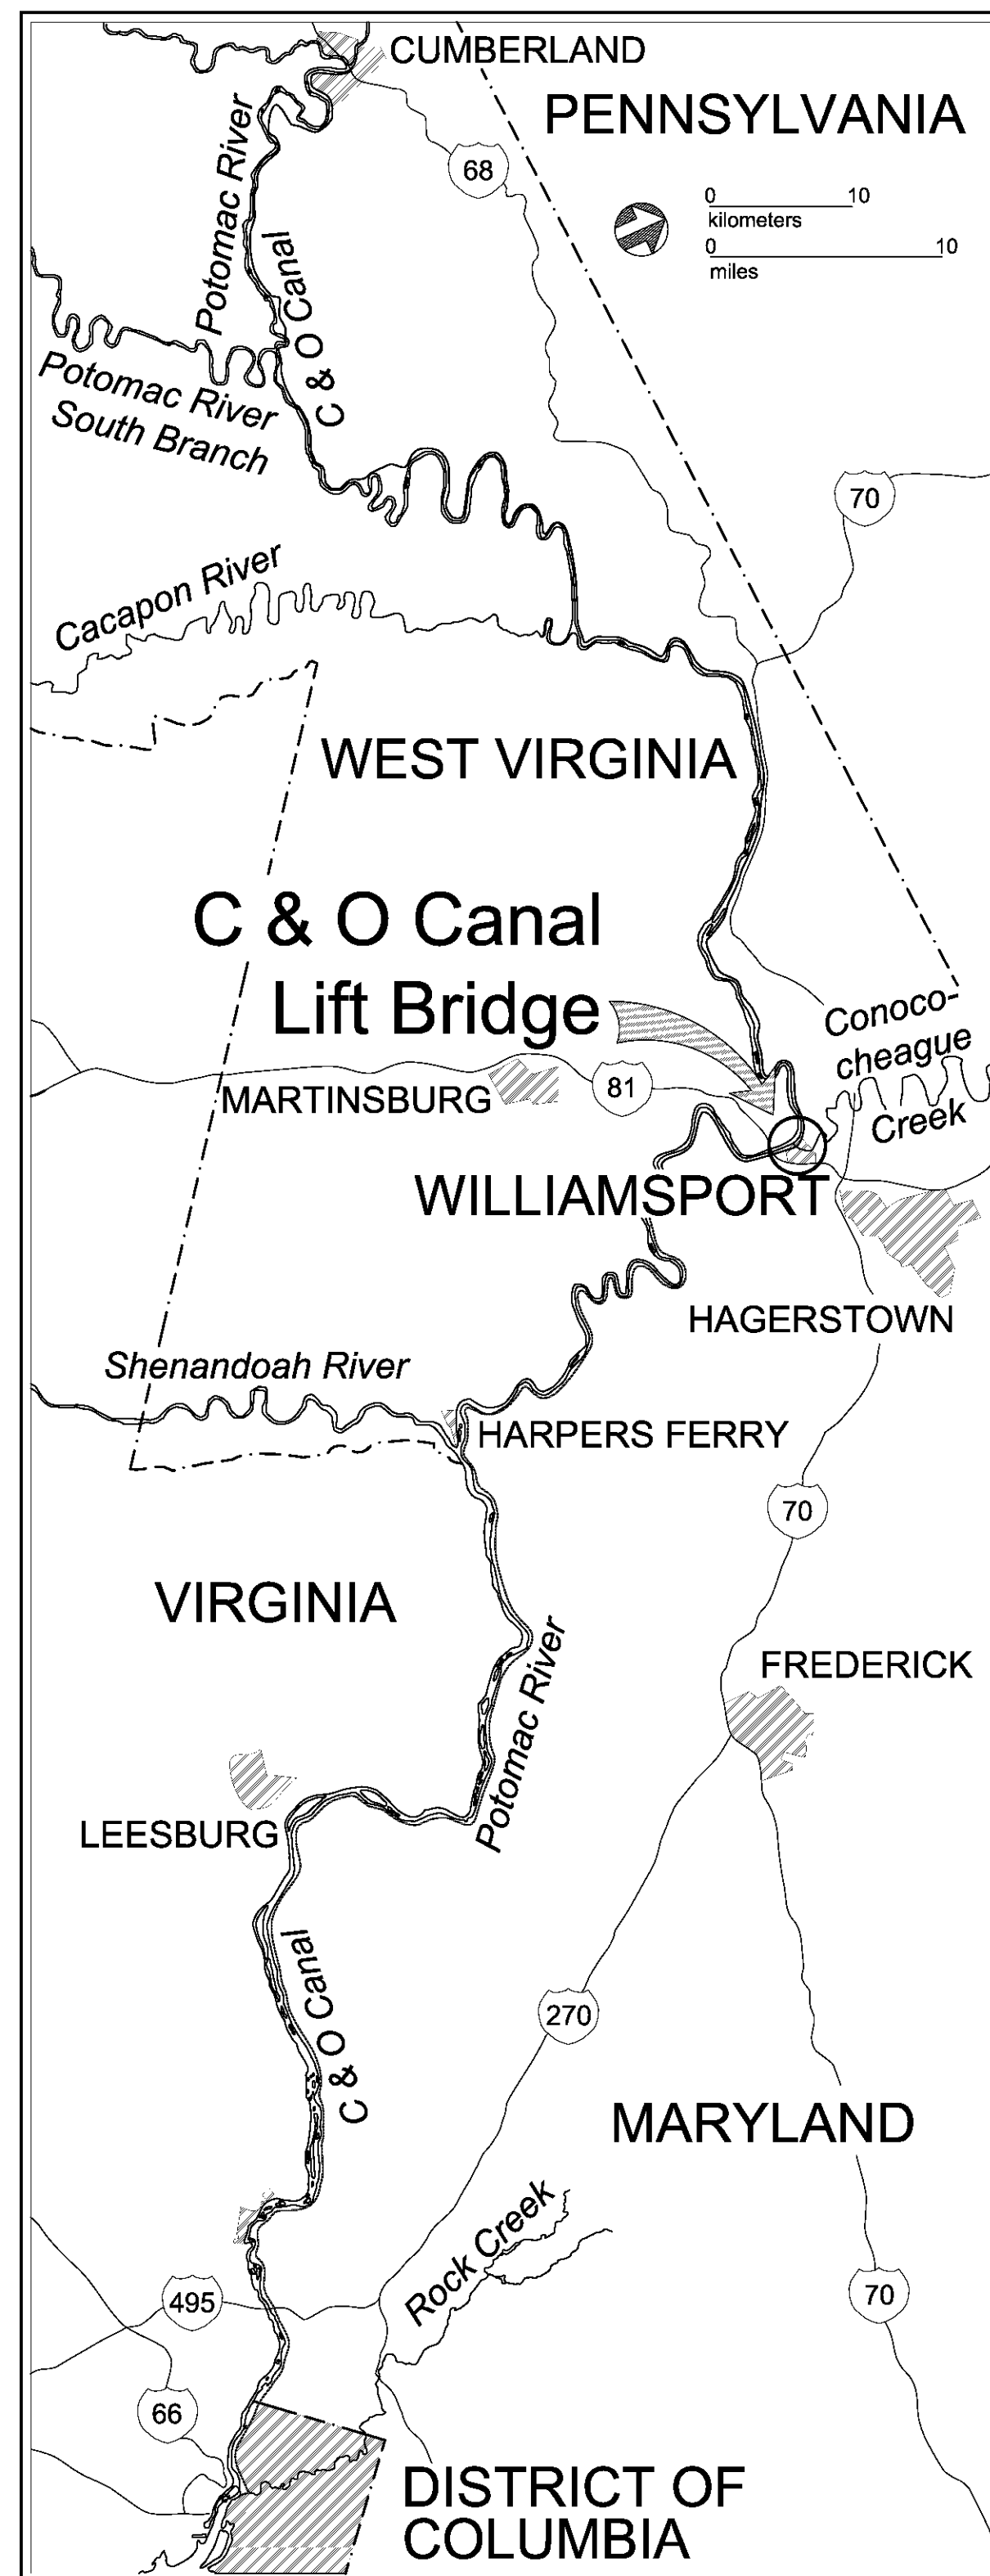 CUMBERLAND
PENNSYLVANIA
68
0 10
kilometers
0 10
miles
Potomac River
C & O Canal
Potomac River
South Branch
70
Cacapon River
WEST VIRGINIA
C & O Canal
Lift Bridge
Conoco-
cheague
Creek
MARTINSBURG
81
WILLIAMSPORT
HAGERSTOWN
Shenandoah River
HARPERS FERRY
70
VIRGINIA
FREDERICK
Potomac River
LEESBURG
C & O Canal
270
MARYLAND
Rock Creek
495
70
66
DISTRICT OF
COLUMBIA